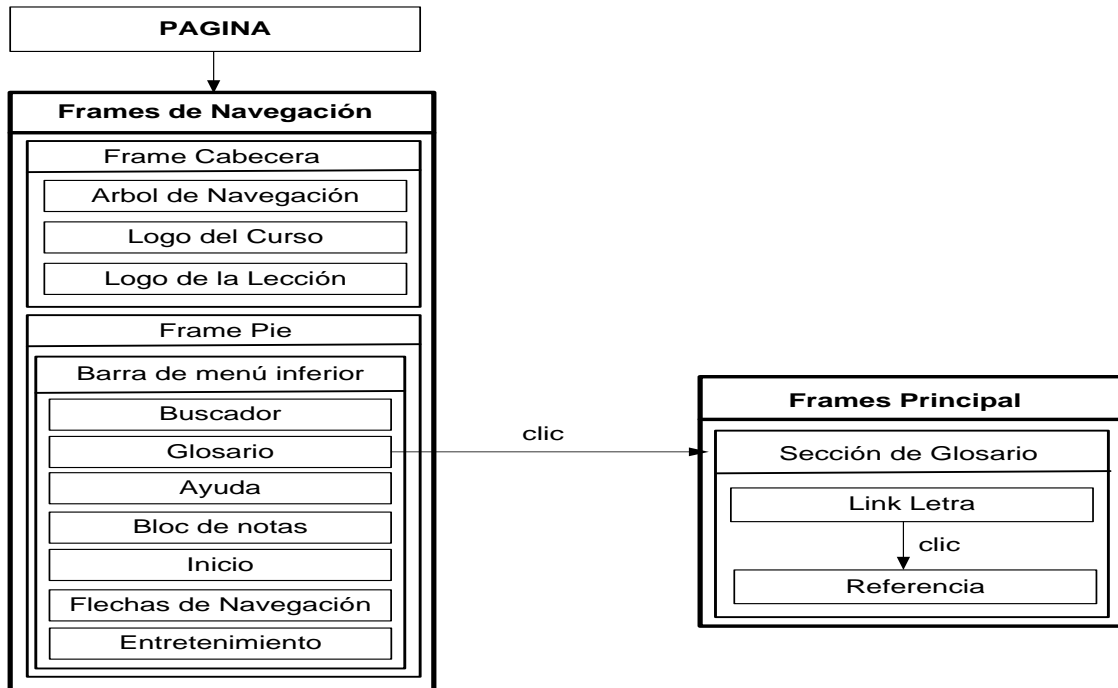 PAGINA
Frames de Navegación
Frame Cabecera
Arbol de Navegación
Logo del Curso
Logo de la Lección
Frame Pie
Barra de menú inferior
Buscador
Glosario
Ayuda
Bloc de notas
Inicio
Flechas de Navegación
Entretenimiento
clic
Frames Principal
Sección de Glosario
Link Letra
clic
Referencia